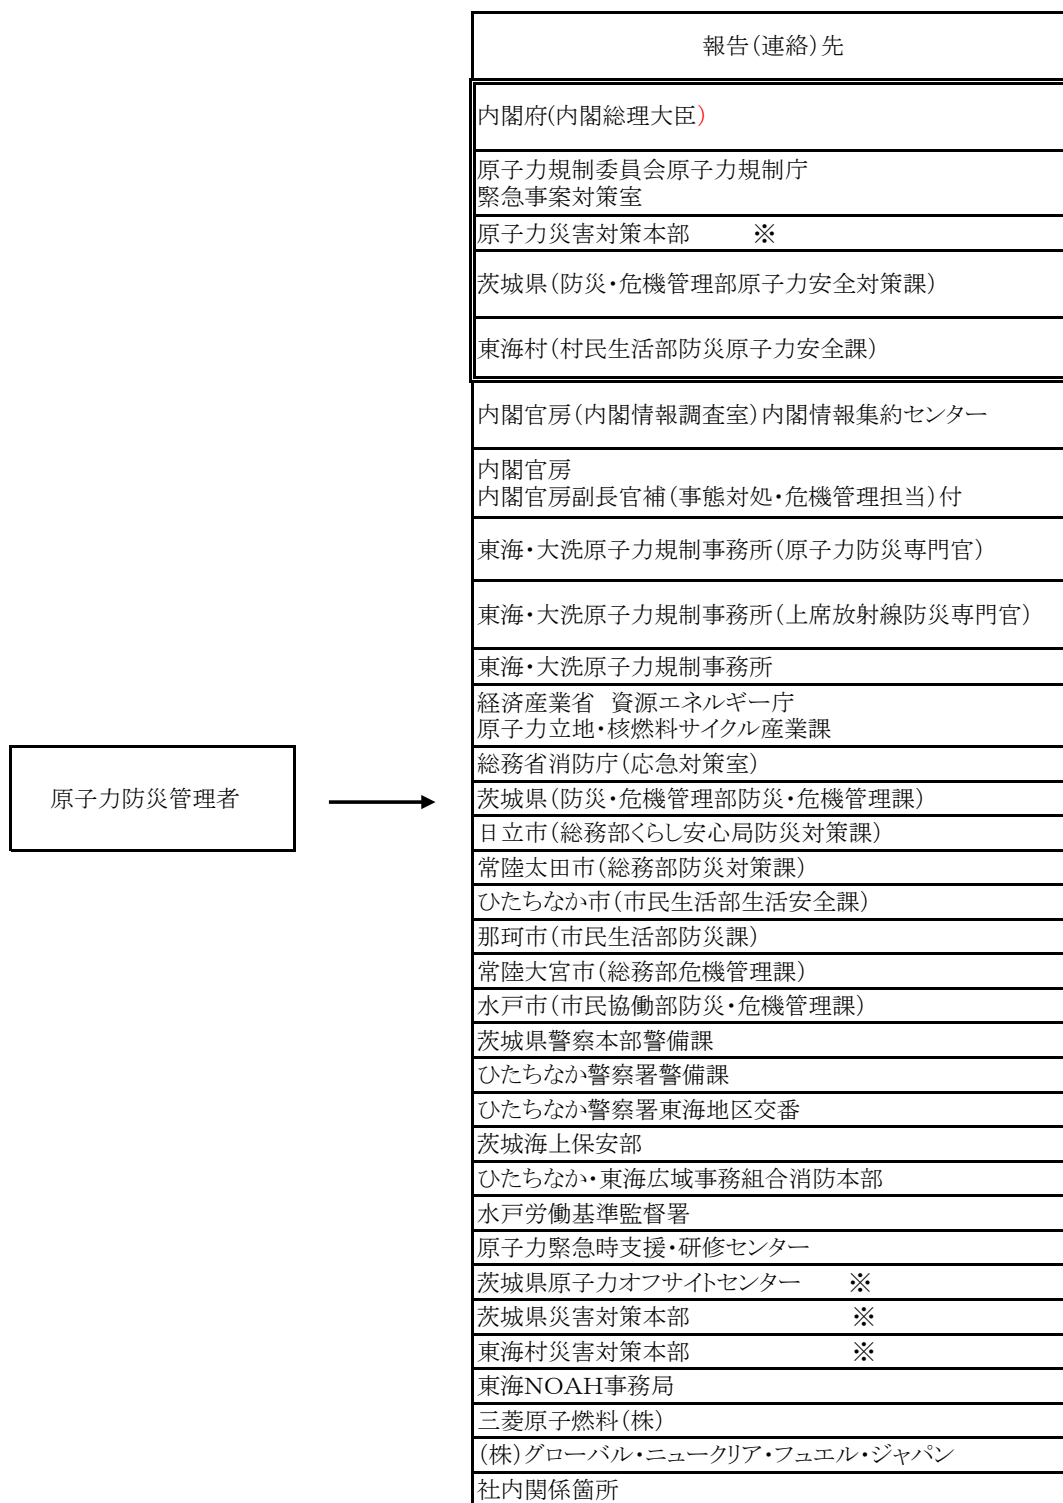 報告(連絡)先
内閣府(内閣総理大臣)
原子力規制委員会原子力規制庁
緊急事案対策室
原子力災害対策本部 ※
茨城県(防災・危機管理部原子力安全対策課)
東海村(村民生活部防災原子力安全課)
内閣官房(内閣情報調査室)内閣情報集約センター
内閣官房
内閣官房副長官補(事態対処・危機管理担当)付
東海・大洗原子力規制事務所(原子力防災専門官)
東海・大洗原子力規制事務所(上席放射線防災専門官)
東海・大洗原子力規制事務所
経済産業省 資源エネルギー庁
原子力立地・核燃料サイクル産業課
原子力防災管理者
総務省消防庁(応急対策室)
茨城県(防災・危機管理部防災・危機管理課)
日立市(総務部くらし安心局防災対策課)
常陸太田市(総務部防災対策課)
ひたちなか市(市民生活部生活安全課)
那珂市(市民生活部防災課)
常陸大宮市(総務部危機管理課)
水戸市(市民協働部防災・危機管理課)
茨城県警察本部警備課
ひたちなか警察署警備課
ひたちなか警察署東海地区交番
茨城海上保安部
ひたちなか・東海広域事務組合消防本部
水戸労働基準監督署
原子力緊急時支援・研修センター
茨城県原子力オフサイトセンター ※
茨城県災害対策本部 ※
東海村災害対策本部 ※
東海NOAH事務局
三菱原子燃料(株)
(株)グローバル・ニュークリア・フュエル・ジャパン
社内関係箇所